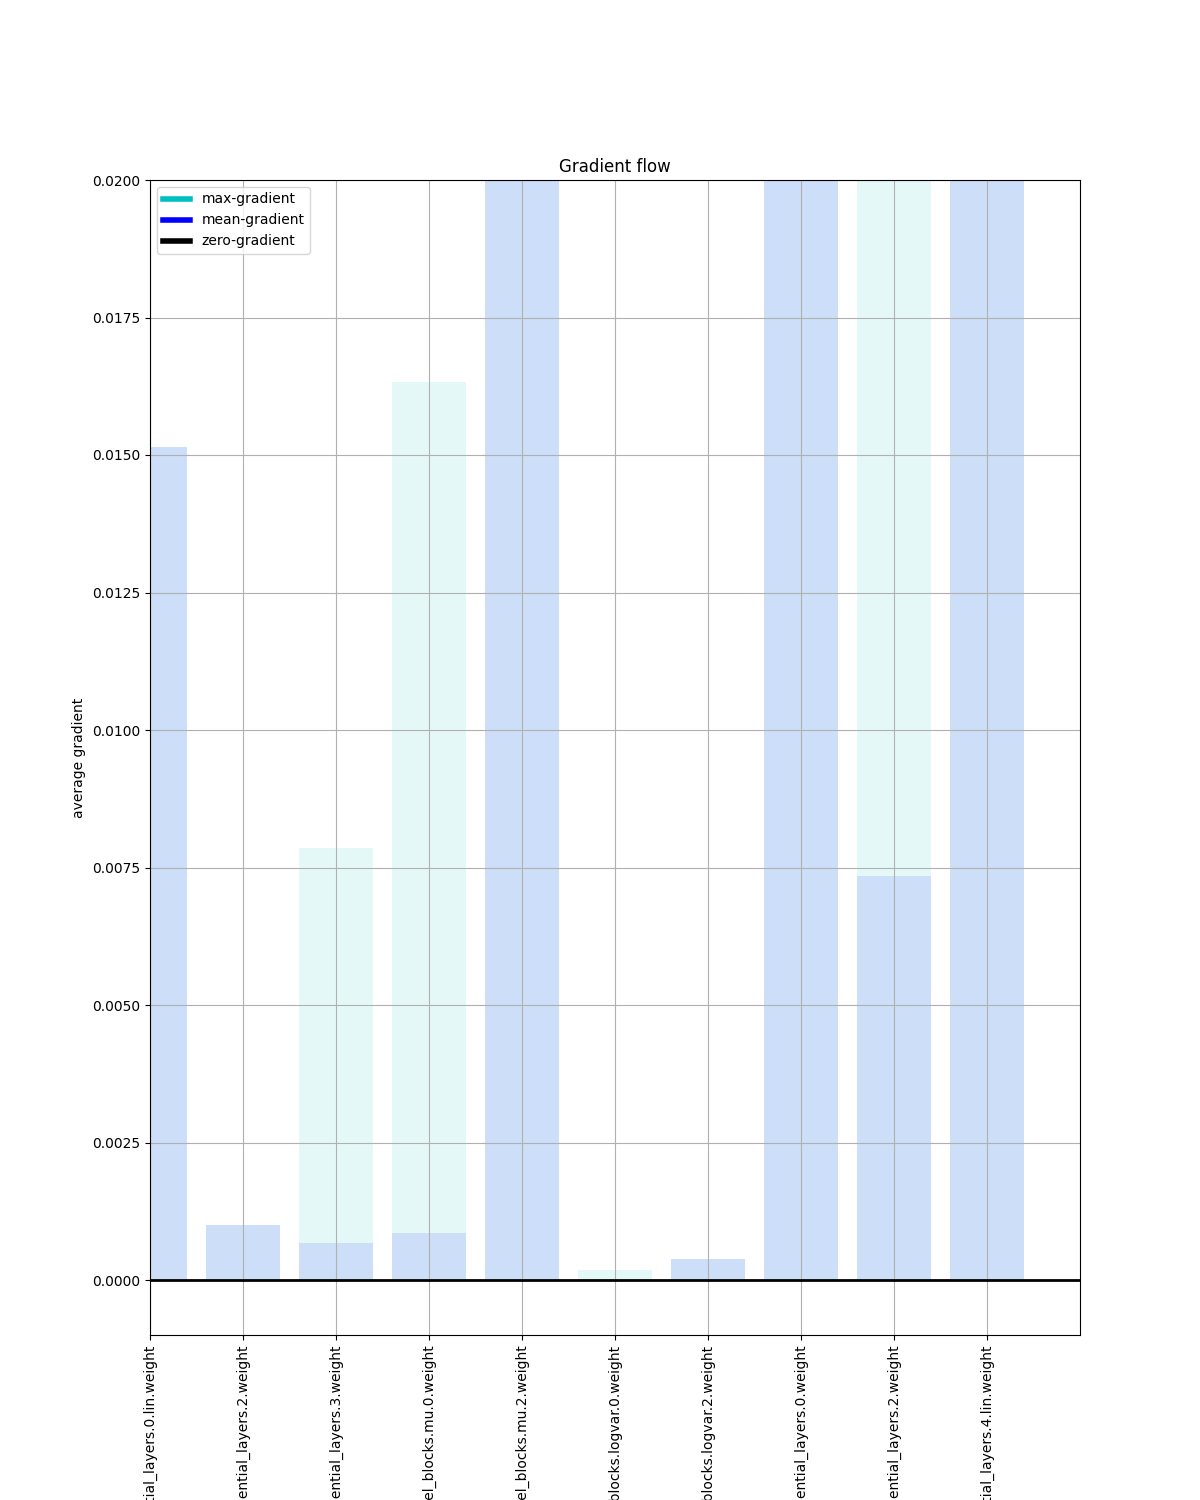 Gradient flow
max-gradient
mean-gradient
zero-gradient
0.0200
0.0175
0.0150
0.0125
0.0100
0.0075
0.0050
0.0025
0.0000
average gradient
tial_layers.0.lin.weight
ential_layers.2.weight
ential_layers.3.weight
el_blocks.mu.0.weight
el_blocks.mu.2.weight
blocks.logvar.0.weight
blocks.logvar.2.weight
ential_layers.0.weight
ential_layers.2.weight
tial_layers.4.lin.weight